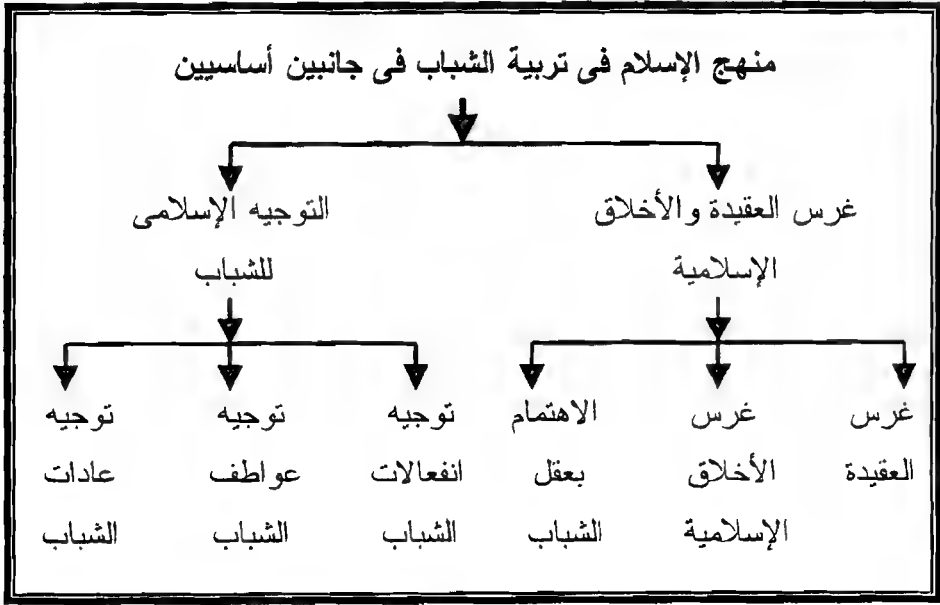 منهج الإسلام فى تربية الشباب فى جانبين أساسيين
غرس العقيدة والأخلاق
الإسلامية
التوجيه الإسلامى
للشباب
غرس
العقيدة
غرس
الأخلاق
الإسلامية
الاهتمام
بعقل
الشباب
توجيه
انفعالات
الشباب
توجيه
عواطف
الشباب
توجيه
عادات
الشباب